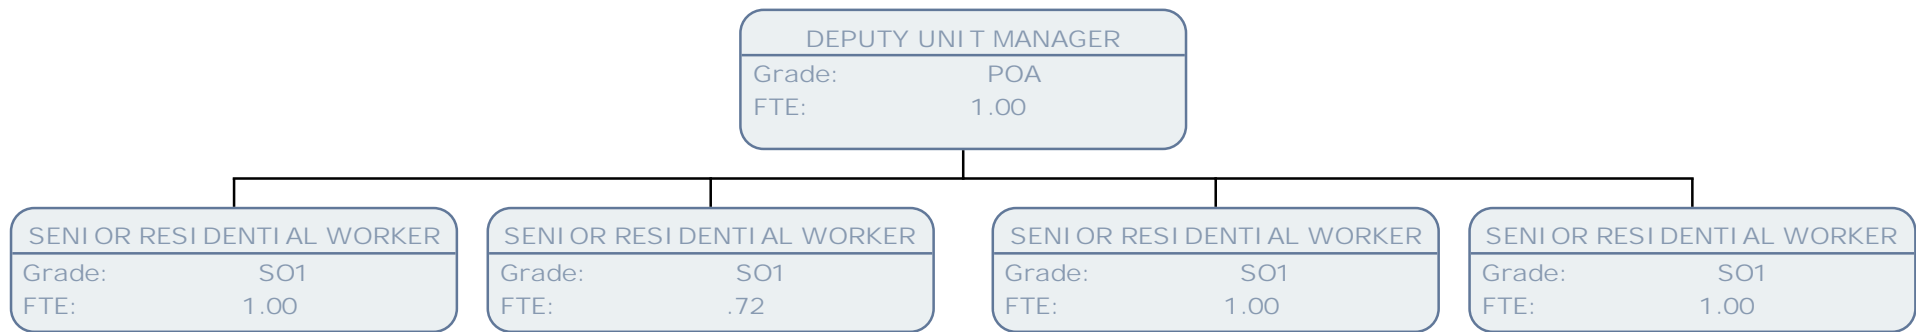 DEPUTY UNIT MANAGER
Grade: POA
FTE: 1.00
SENIOR RESIDENTIAL WORKER
Grade: SO1
FTE: 1.00
SENIOR RESIDENTIAL WORKER
Grade: SO1
FTE: .72
SENIOR RESIDENTIAL WORKER
Grade: SO1
FTE: 1.00
SENIOR RESIDENTIAL WORKER
Grade: SO1
FTE: 1.00